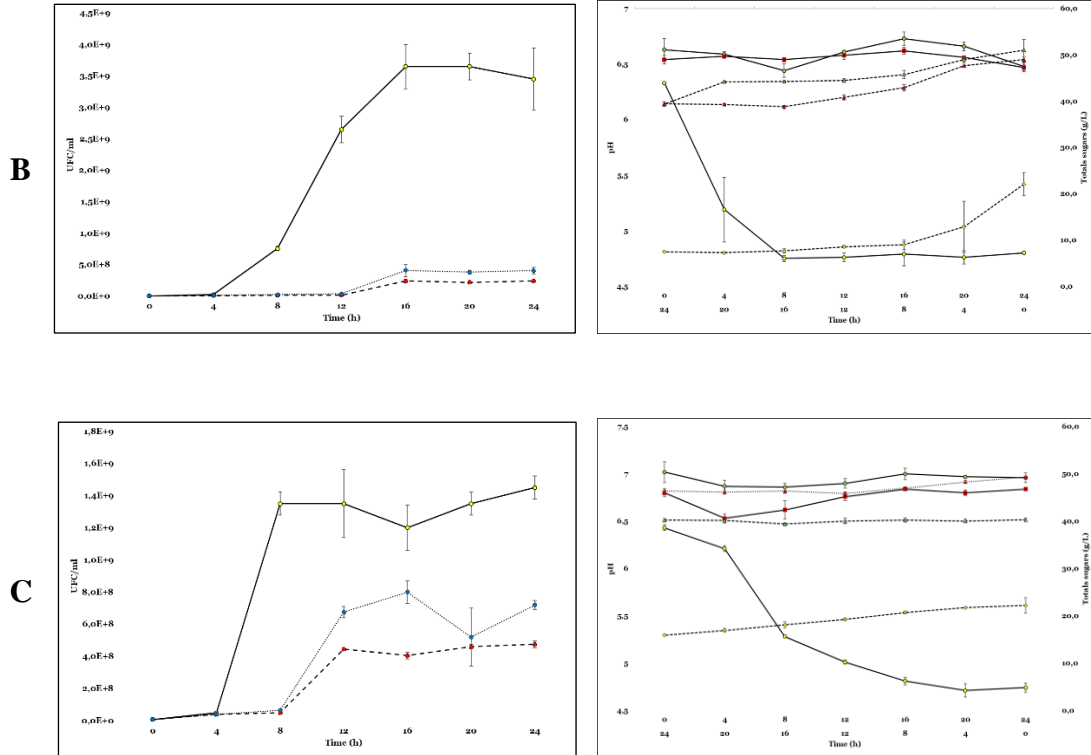 B
4,5E+9
4,0E+9
3,5E+9
3,0E+9
2,5E+9
2,0E+9
1,5E+9
1,0E+9
5,0E+8
0,0E+0
UFC/ml
0 4 8 12 16 20 24
Time (h)
7
6.5
6
5.5
5
4.5
pH
60,0
50,0
40,0
30,0
20,0
10,0
0,0
Totals sugars (g/L)
0 4 8 12 16 20 24
24 20 16 12 8 4 0
Time (h)
C
1,8E+9
1,6E+9
1,4E+9
1,2E+9
1,0E+9
8,0E+8
6,0E+8
4,0E+8
2,0E+8
0,0E+0
UFC/ml
0 4 8 12 16 20 24
Time (h)
7.5
7
6.5
6
5.5
5
4.5
pH
60,0
50,0
40,0
30,0
20,0
10,0
0,0
Totals sugars (g/L)
0 4 8 12 16 20 24
24 20 16 12 8 4 0
Time (h)